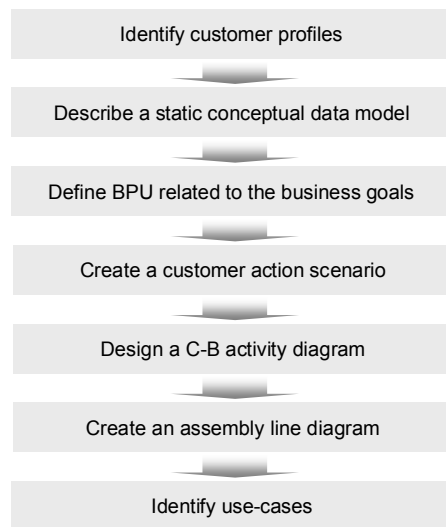 Identify customer profiles
Describe a static conceptual data model
Define BPU related to the business goals
Create a customer action scenario
Design a C-B activity diagram
Create an assembly line diagram
Identify use-cases